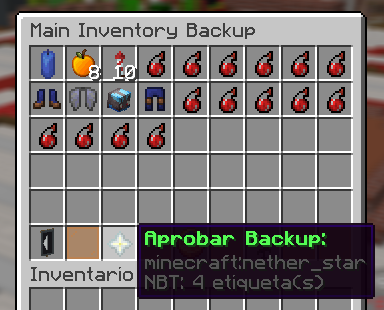 Main Inventory Backup
8
10
Aprobar Backup:
minecraft:nether_star
NBT: 4 etiqueta(s)
Inventario